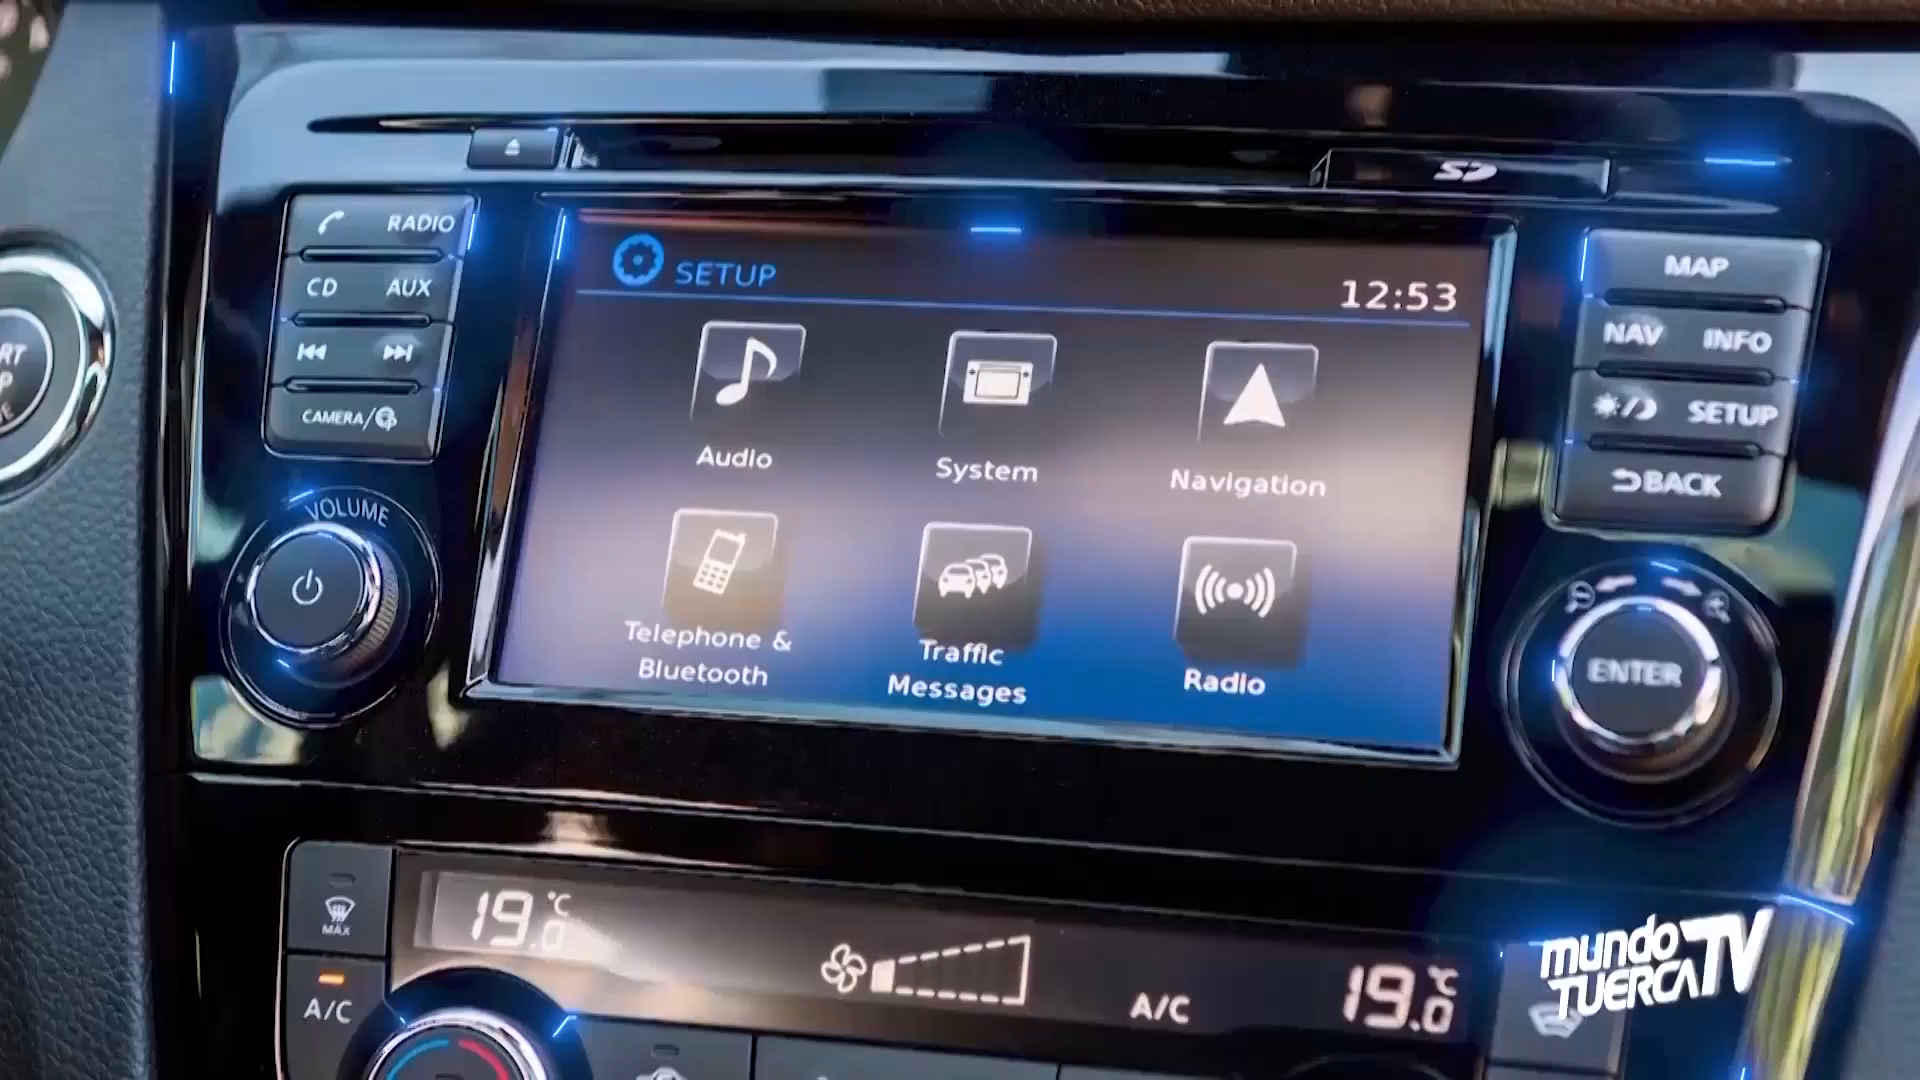 SD
RADIO
CD AUX
CAMERA/
VOLUME
SETUP
12:53
Audio
System
Navigation
Telephone &
Bluetooth
Traffic
Messages
Radio
MAP
NAV INFO
SETUP
BACK
ENTER
MAX
A/C
19.0 °C
A/C
19.0 °C
mundo
TUERCA TV